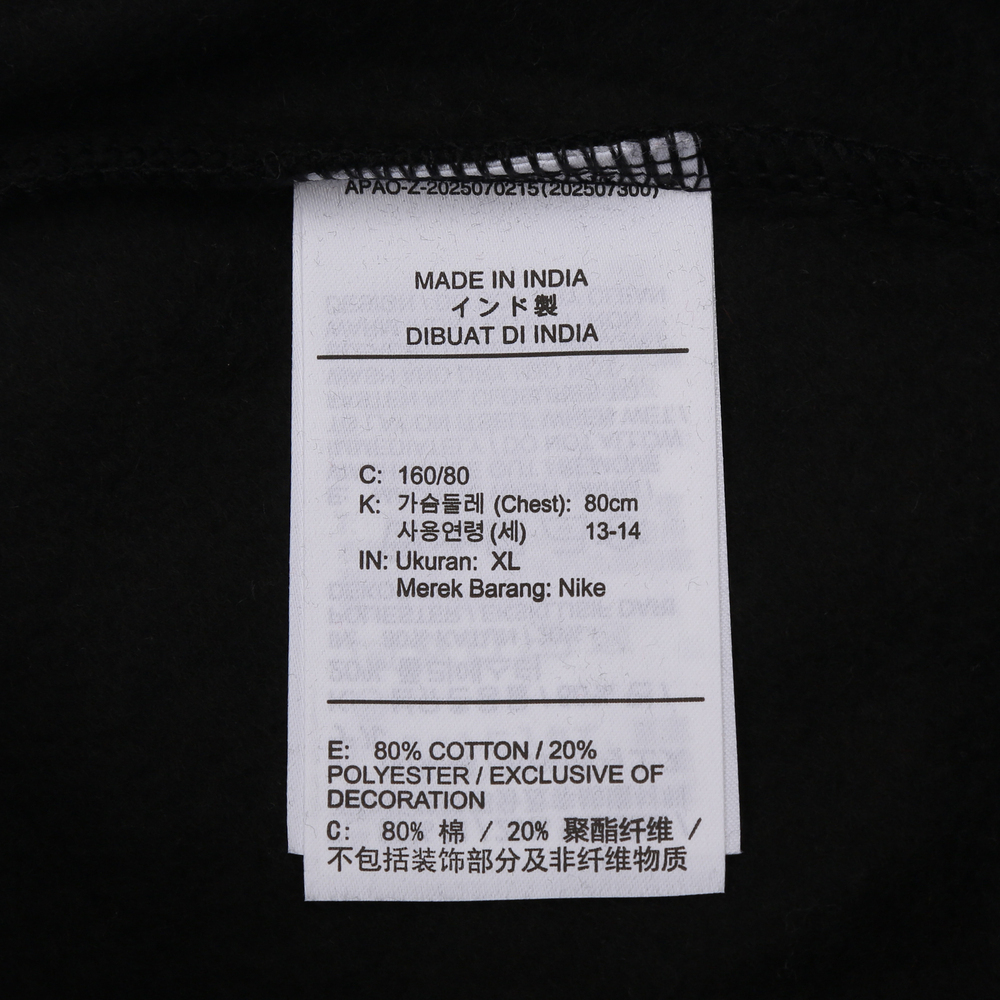 APAO-Z-2025070215(202507300)
MADE IN INDIA
インド製
DIBUAT DI INDIA
C: 160/80
K: 가슴둘레 (Chest): 80cm
사용연령(세) 13-14
IN: Ukuran: XL
Merek Barang: Nike
E: 80% COTTON / 20%
POLYESTER / EXCLUSIVE OF
DECORATION
C: 80% 棉 / 20% 聚酯纤维 /
不包括装饰部分及非纤维物质